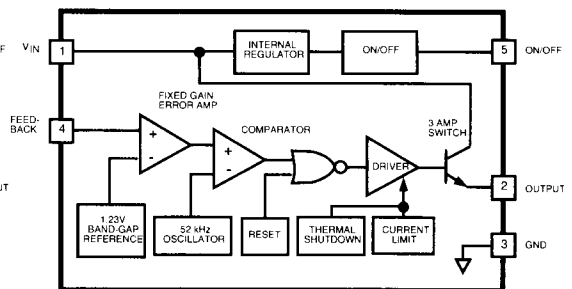 F
VIN
1
INTERNAL
REGULATOR
ON/OFF
5
ON/OFF
FIXED GAIN
ERROR AMP
FEED-
BACK
4
+
-
COMPARATOR
+
-
3 AMP
SWITCH
DRIVER
2
OUTPUT
UT
1.23V
BAND-GAP
REFERENCE
52 kHz
OSCILLATOR
RESET
THERMAL
SHUTDOWN
CURRENT
LIMIT
3
GND